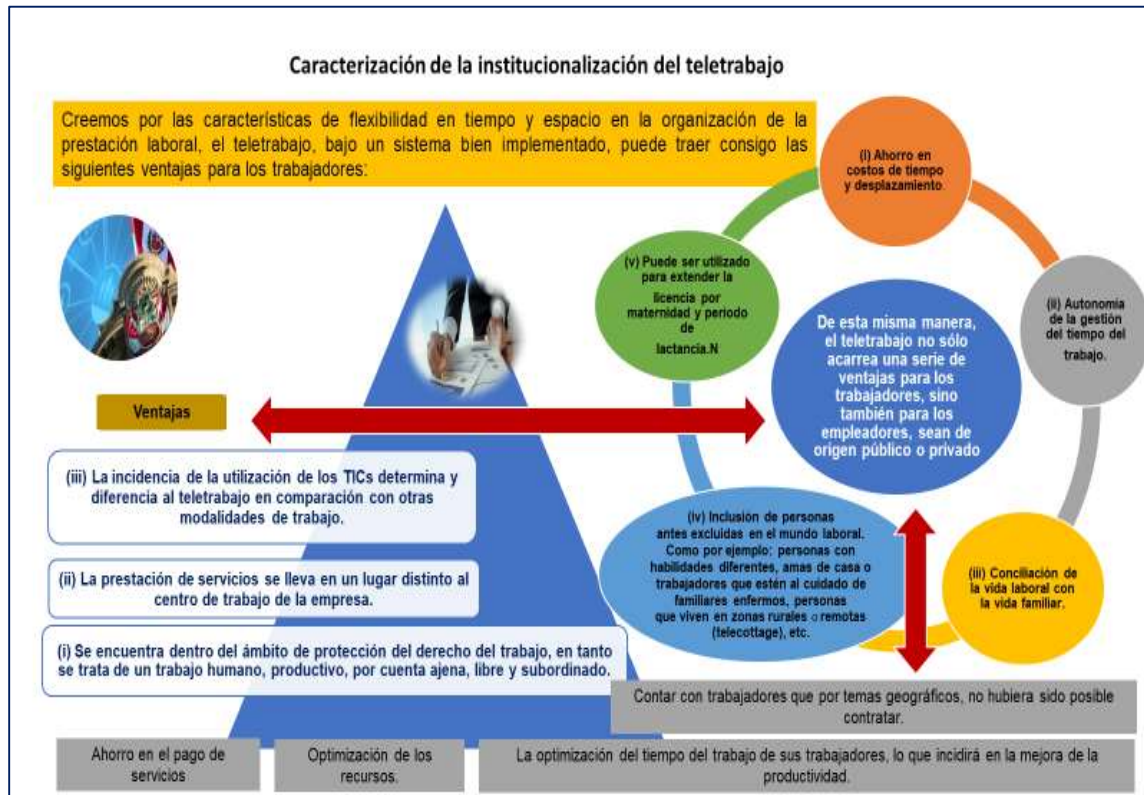 Caracterización de la institucionalización del teletrabajo
Creemos por las características de flexibilidad en tiempo y espacio en la organización de la
prestación laboral, el teletrabajo, bajo un sistema bien implementado, puede traer consigo las
siguientes ventajas para los trabajadores:
(i) Ahorro en
costos de tiempo
y desplazamiento.
(ii) Autonomía
de la gestión
del tiempo del
trabajo.
(iii) Conciliación de
la vida laboral con
la vida familiar.
(iv) Inclusión de personas
antes excluidas en el mundo laboral.
Como por ejemplo: personas con
habilidades diferentes, amas de casa o
trabajadores que estén al cuidado de
familiares enfermos, personas
que viven en zonas rurales o remotas
(telecottage), etc.
(v) Puede ser utilizado
para extender la
licencia por
maternidad y periodo
de
lactancia.N
De esta misma manera,
el teletrabajo no sólo
acarrea una serie de
ventajas para los
trabajadores, sino
también para los
empleadores, sean de
origen público o privado
Ventajas
(iii) La incidencia de la utilización de los TICs determina y
diferencia al teletrabajo en comparación con otras
modalidades de trabajo.
(ii) La prestación de servicios se lleva en un lugar distinto al
centro de trabajo de la empresa.
(i) Se encuentra dentro del ámbito de protección del derecho del trabajo, en tanto
se trata de un trabajo humano, productivo, por cuenta ajena, libre y subordinado.
Contar con trabajadores que por temas geográficos, no hubiera sido posible
contratar.
Ahorro en el pago de
servicios
Optimización de los
recursos.
La optimización del tiempo del trabajo de sus trabajadores, lo que incidirá en la mejora de la
productividad.